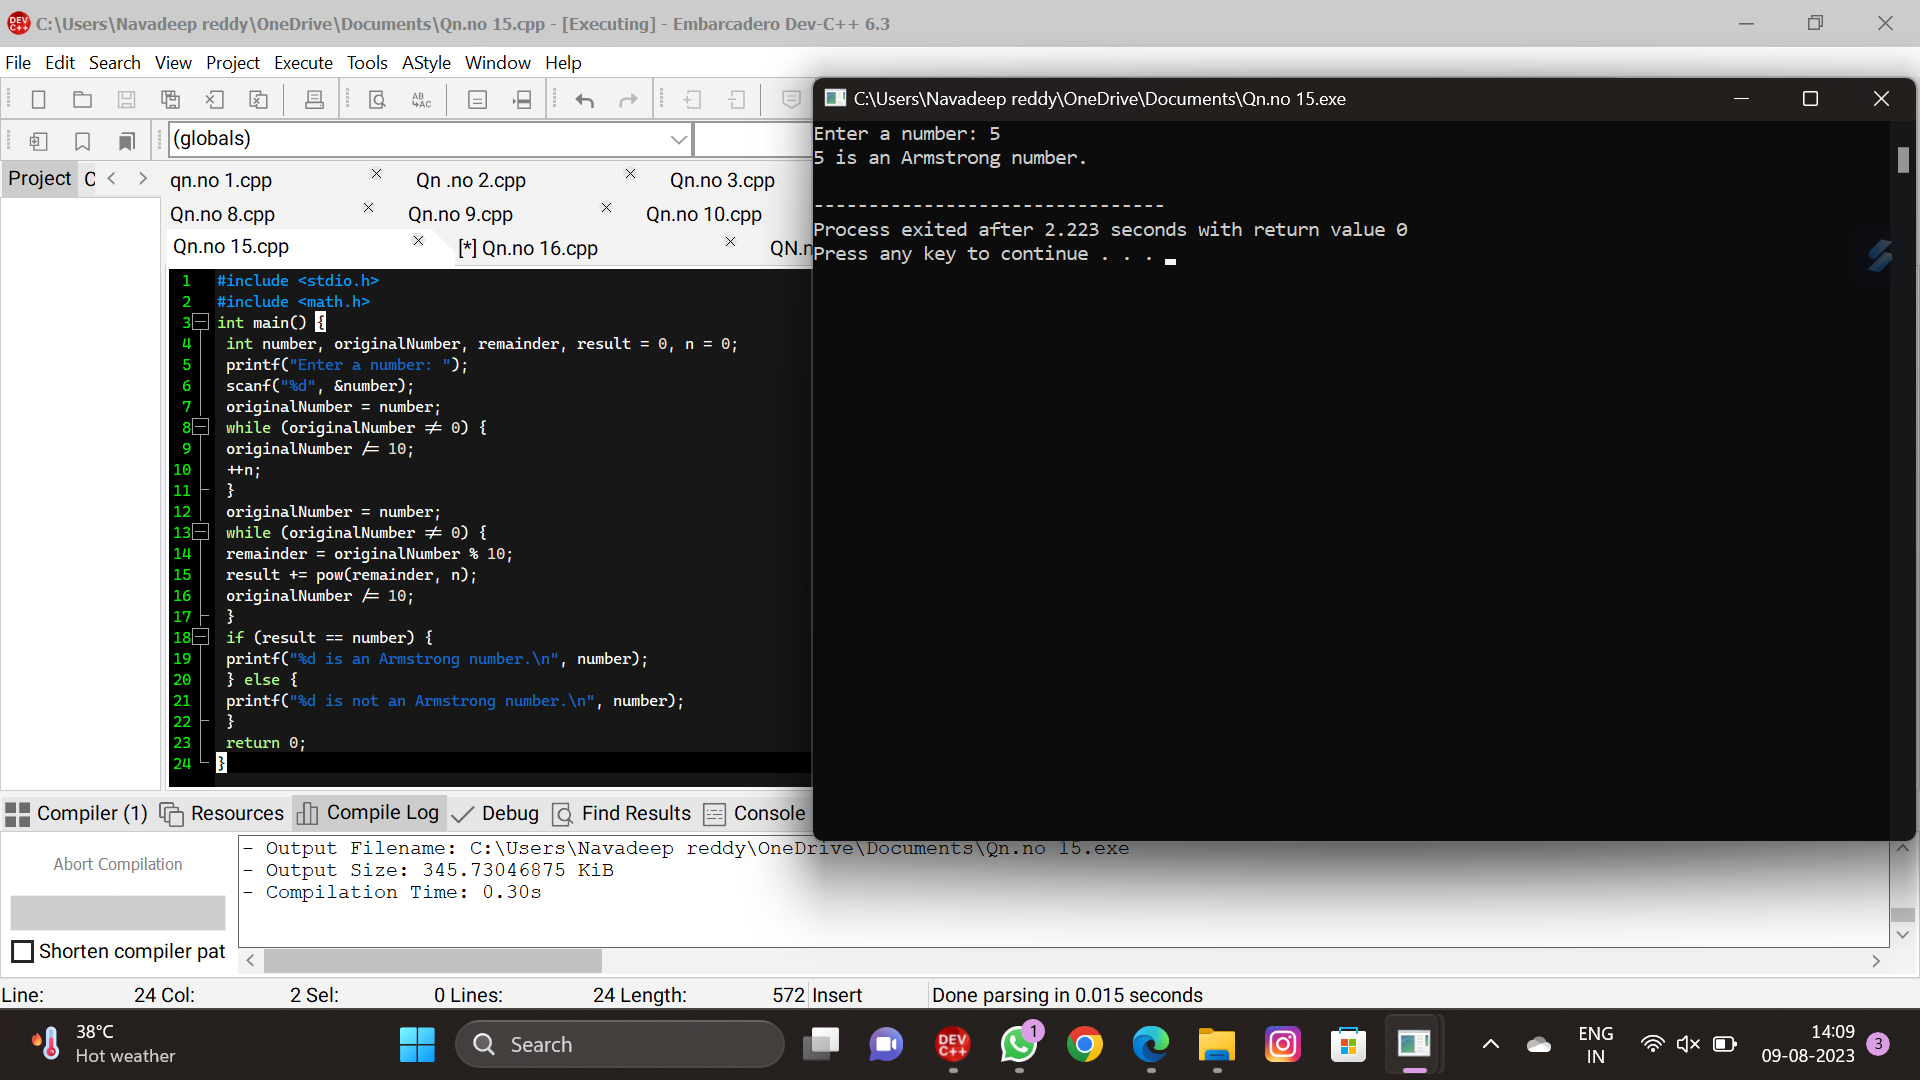 C:\Users\Navadeep reddy\OneDrive\Documents\Qn.no 15.cpp - [Executing] - Embarcadero Dev-C++ 6.3
File Edit Search View Project Execute Tools AStyle Window Help
(globals)
Project C
qn.no 1.cpp Qn .no 2.cpp Qn.no 3.cpp
Qn.no 8.cpp Qn.no 9.cpp Qn.no 10.cpp
Qn.no 15.cpp [*] Qn.no 16.cpp QN.n
1 #include <stdio.h>
2 #include <math.h>
3 int main() {
4 int number, originalNumber, remainder, result = 0, n = 0;
5 printf("Enter a number: ");
6 scanf("%d", &number);
7 originalNumber = number;
8 while (originalNumber != 0) {
9 originalNumber /= 10;
10 ++n;
11 }
12 originalNumber = number;
13 while (originalNumber != 0) {
14 remainder = originalNumber % 10;
15 result += pow(remainder, n);
16 originalNumber /= 10;
17 }
18 if (result == number) {
19 printf("%d is an Armstrong number.\n", number);
20 } else {
21 printf("%d is not an Armstrong number.\n", number);
22 }
23 return 0;
24 }
C:\Users\Navadeep reddy\OneDrive\Documents\Qn.no 15.exe
Enter a number: 5
5 is an Armstrong number.
--------------------------------
Process exited after 2.223 seconds with return value 0
Press any key to continue . . .
Compiler (1) Resources Compile Log Debug Find Results Console
Abort Compilation
Shorten compiler pat
- Output Filename: C:\Users\Navadeep reddy\OneDrive\Documents\Qn.no 15.exe
- Output Size: 345.73046875 KiB
- Compilation Time: 0.30s
Line: 24 Col: 2 Sel: 0 Lines: 24 Length: 572 Insert Done parsing in 0.015 seconds
38°C
Hot weather
Search
DEV C++
1
ENG
IN
14:09
09-08-2023
3